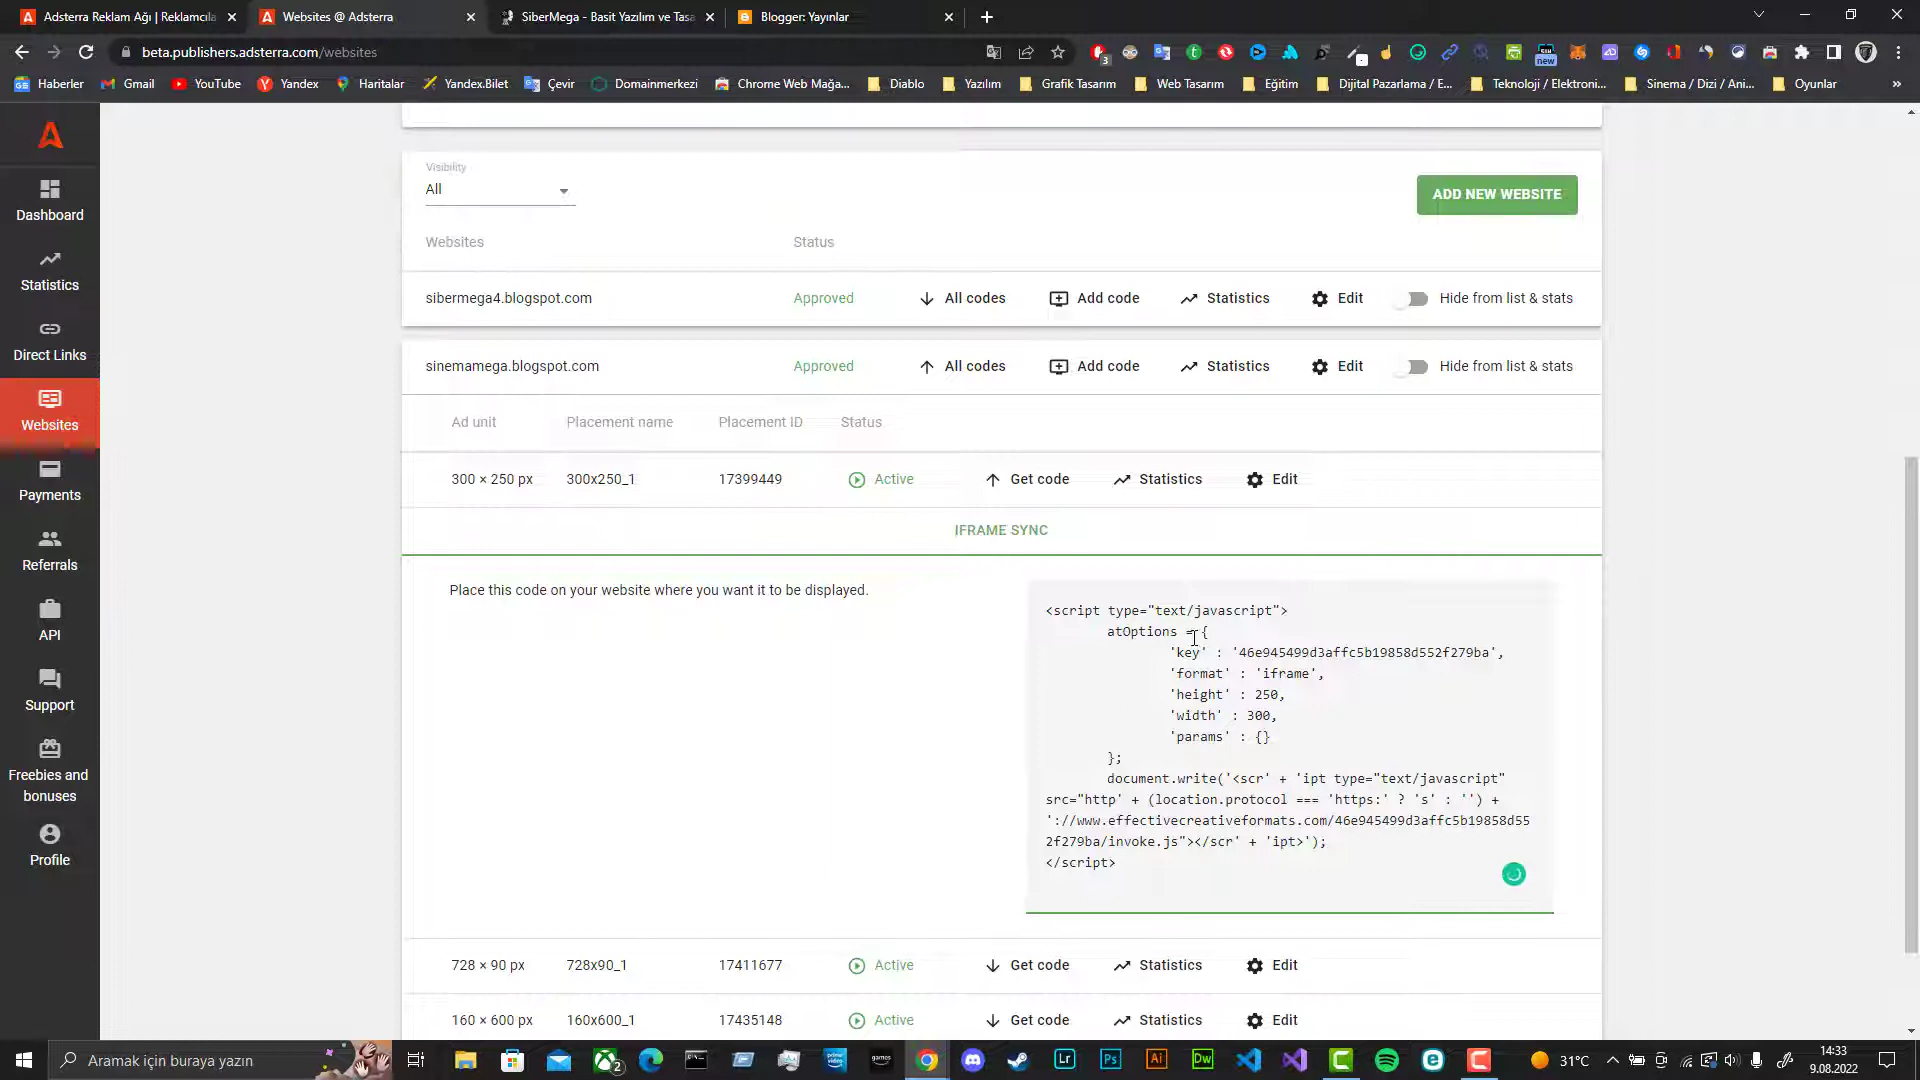 Adsterra Reklam Ağı | Reklamcıla
Websites @ Adsterra
SiberMega - Basit Yazılım ve Tasa
Blogger: Yayınlar
beta.publishers.adsterra.com/websites
3
new
Haberler
Gmail
YouTube
Yandex
Haritalar
Yandex.Bilet
Çevir
Domainmerkezi
Chrome Web Mağa...
Diablo
Yazılım
Grafik Tasarım
Web Tasarım
Eğitim
Dijital Pazarlama / E...
Teknoloji / Elektroni...
Sinema / Dizi / Ani...
Oyunlar
»
Dashboard
Statistics
Direct Links
Websites
Payments
Referrals
API
Support
Freebies and
bonuses
Profile
Visibility
All
ADD NEW WEBSITE
Websites Status
sibermega4.blogspot.com Approved All codes Add code Statistics Edit Hide from list & stats
sinemamega.blogspot.com Approved All codes Add code Statistics Edit Hide from list & stats
Ad unit Placement name Placement ID Status
300 × 250 px 300x250_1 17399449 Active Get code Statistics Edit
IFRAME SYNC
Place this code on your website where you want it to be displayed.
<script type="text/javascript">
atOptions = {
'key' : '46e945499d3affc5b19858d552f279ba',
'format' : 'iframe',
'height' : 250,
'width' : 300,
'params' : {}
};
document.write('<scr' + 'ipt type="text/javascript"
src="http' + (location.protocol === 'https:' ? 's' : '') +
'://www.effectivecreativeformats.com/46e945499d3affc5b19858d55
2f279ba/invoke.js"></scr' + 'ipt>');
</script>
728 × 90 px 728x90_1 17411677 Active Get code Statistics Edit
160 × 600 px 160x600_1 17435148 Active Get code Statistics Edit
Aramak için buraya yazın
2
prime video
games
Lr
Ps
Ai
Dw
31°C
14:33
9.08.2022